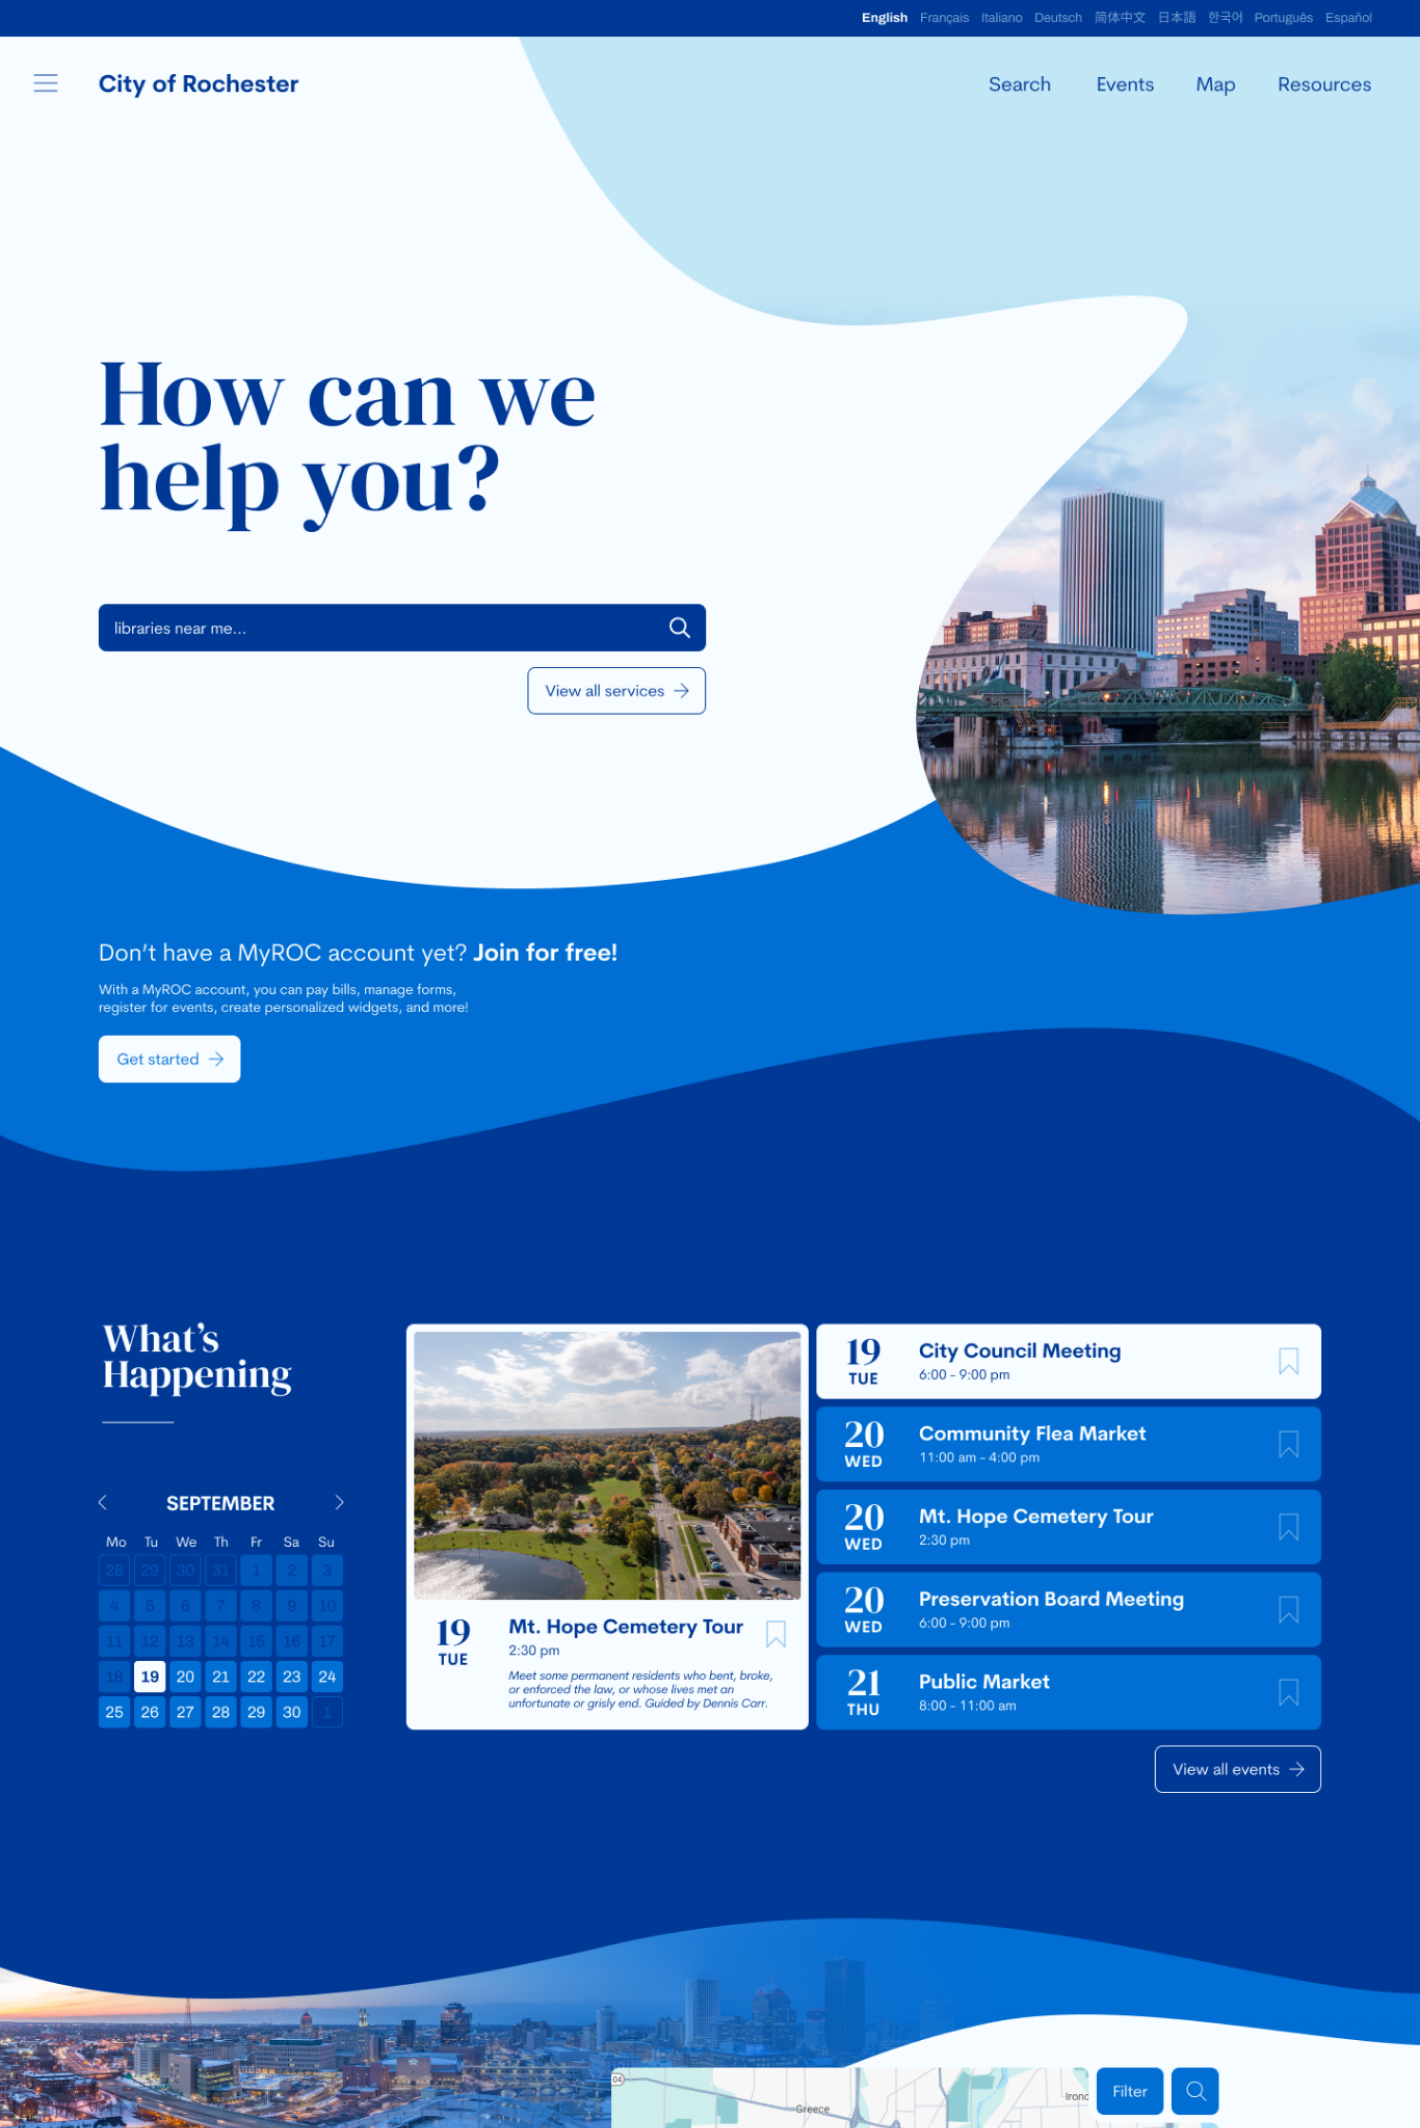 English Français Italiano Deutsch 简体中文 日本語 한국어 Português Español
City of Rochester
Search Events Map Resources
How can we
help you?
libraries near me...
View all services
Don't have a MyROC account yet? Join for free!
With a MyROC account, you can pay bills, manage forms,
register for events, create personalized widgets, and more!
Get started
What's
Happening
SEPTEMBER
Mo Tu We Th Fr Sa Su
28 29 30 31 1 2 3
4 5 6 7 8 9 10
11 12 13 14 15 16 17
18 19 20 21 22 23 24
25 26 27 28 29 30 1
19
TUE
Mt. Hope Cemetery Tour
2:30 pm
Meet some permanent residents who bent, broke,
or enforced the law, or whose lives met an
unfortunate or grisly end. Guided by Dennis Carr.
19
TUE
City Council Meeting
6:00 - 9:00 pm
20
WED
Community Flea Market
11:00 am - 4:00 pm
20
WED
Mt. Hope Cemetery Tour
2:30 pm
20
WED
Preservation Board Meeting
6:00 - 9:00 pm
21
THU
Public Market
8:00 - 11:00 am
View all events
04
Greece
Filter